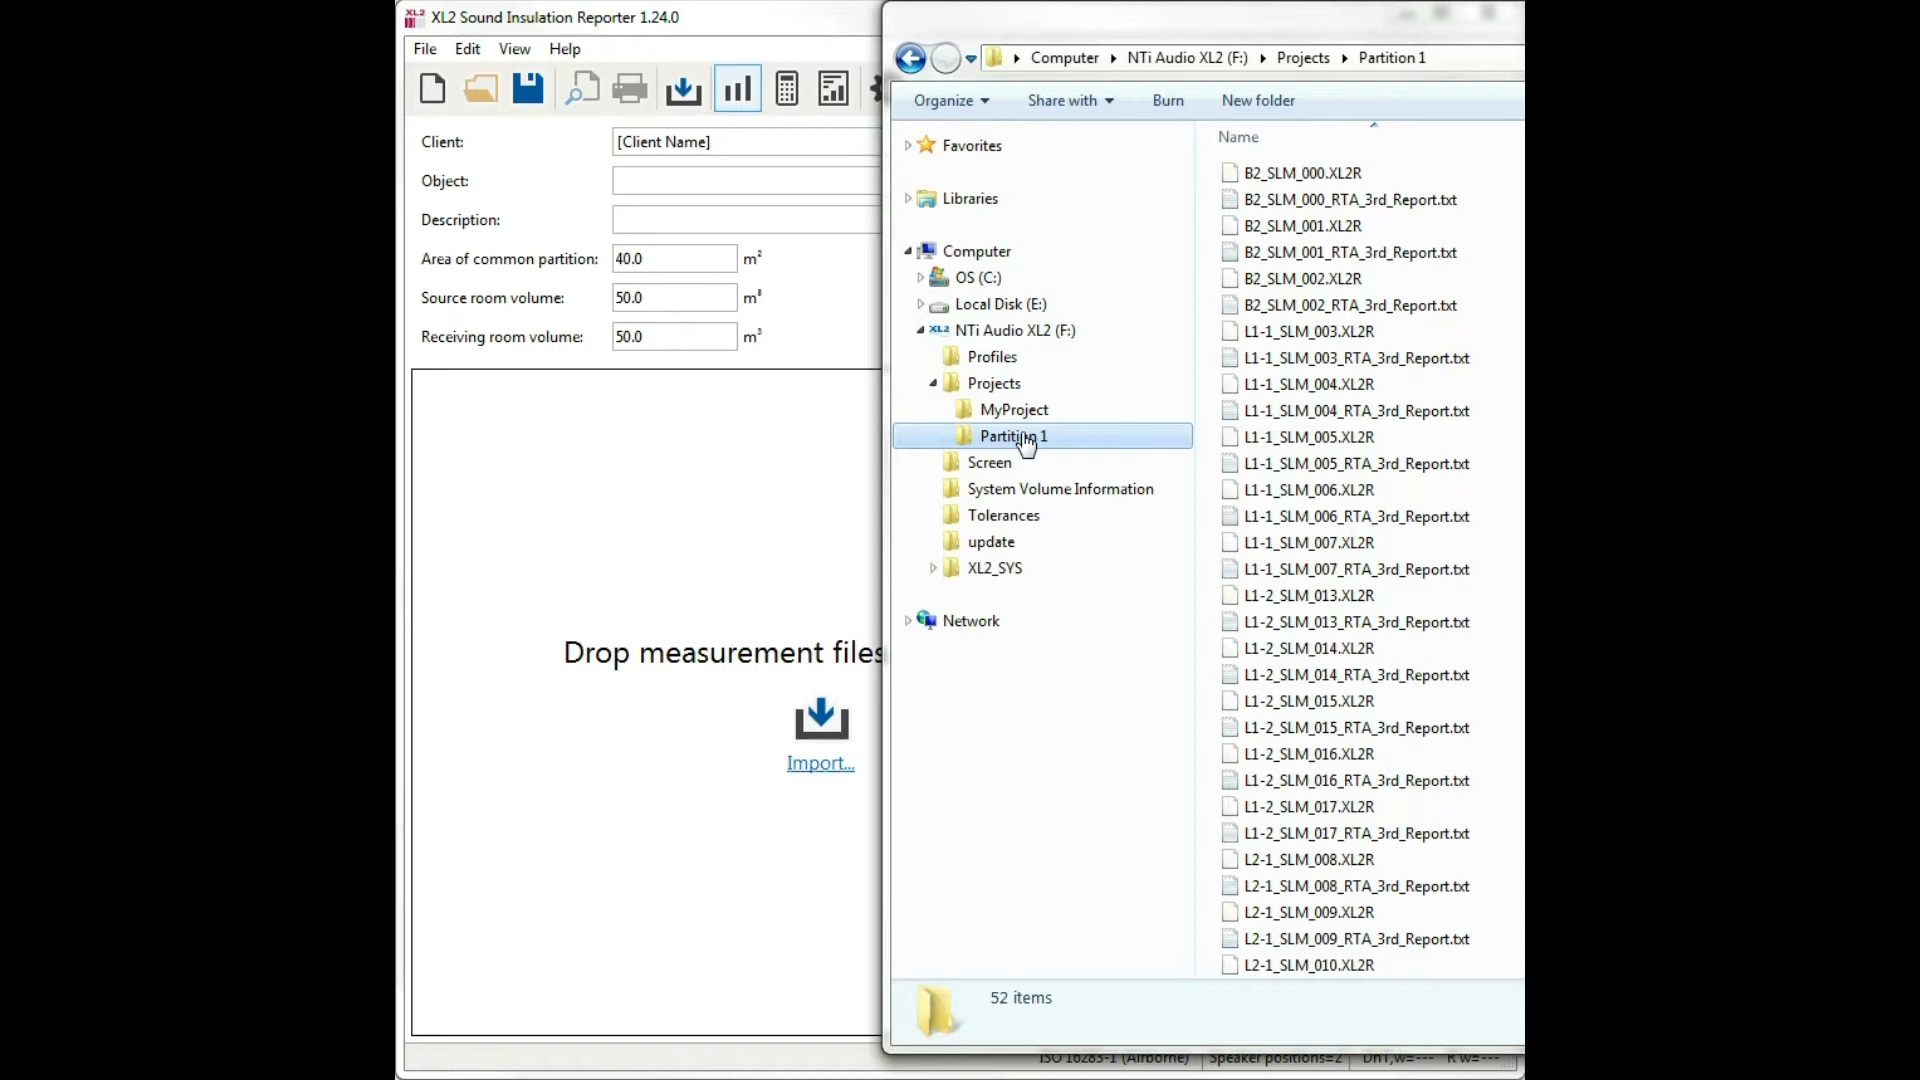 XL2 Sound Insulation Reporter 1.24.0
File Edit View Help
Client: [Client Name]
Object:
Description:
Area of common partition: 40.0 m²
Source room volume: 50.0 m³
Receiving room volume: 50.0 m³
Drop measurement files
Import...
Computer NTi Audio XL2 (F:) Projects Partition 1
Organize Share with Burn New folder
Favorites
Libraries
Computer
OS (C:)
Local Disk (E:)
XL2 NTi Audio XL2 (F:)
Profiles
Projects
MyProject
Partition 1
Screen
System Volume Information
Tolerances
update
XL2_SYS
Network
Name
B2_SLM_000.XL2R
B2_SLM_000_RTA_3rd_Report.txt
B2_SLM_001.XL2R
B2_SLM_001_RTA_3rd_Report.txt
B2_SLM_002.XL2R
B2_SLM_002_RTA_3rd_Report.txt
L1-1_SLM_003.XL2R
L1-1_SLM_003_RTA_3rd_Report.txt
L1-1_SLM_004.XL2R
L1-1_SLM_004_RTA_3rd_Report.txt
L1-1_SLM_005.XL2R
L1-1_SLM_005_RTA_3rd_Report.txt
L1-1_SLM_006.XL2R
L1-1_SLM_006_RTA_3rd_Report.txt
L1-1_SLM_007.XL2R
L1-1_SLM_007_RTA_3rd_Report.txt
L1-2_SLM_013.XL2R
L1-2_SLM_013_RTA_3rd_Report.txt
L1-2_SLM_014.XL2R
L1-2_SLM_014_RTA_3rd_Report.txt
L1-2_SLM_015.XL2R
L1-2_SLM_015_RTA_3rd_Report.txt
L1-2_SLM_016.XL2R
L1-2_SLM_016_RTA_3rd_Report.txt
L1-2_SLM_017.XL2R
L1-2_SLM_017_RTA_3rd_Report.txt
L2-1_SLM_008.XL2R
L2-1_SLM_008_RTA_3rd_Report.txt
L2-1_SLM_009.XL2R
L2-1_SLM_009_RTA_3rd_Report.txt
L2-1_SLM_010.XL2R
52 items
ISO 16283-1 (Airborne) Speaker positions=2 DnT,w=--- R'w=---